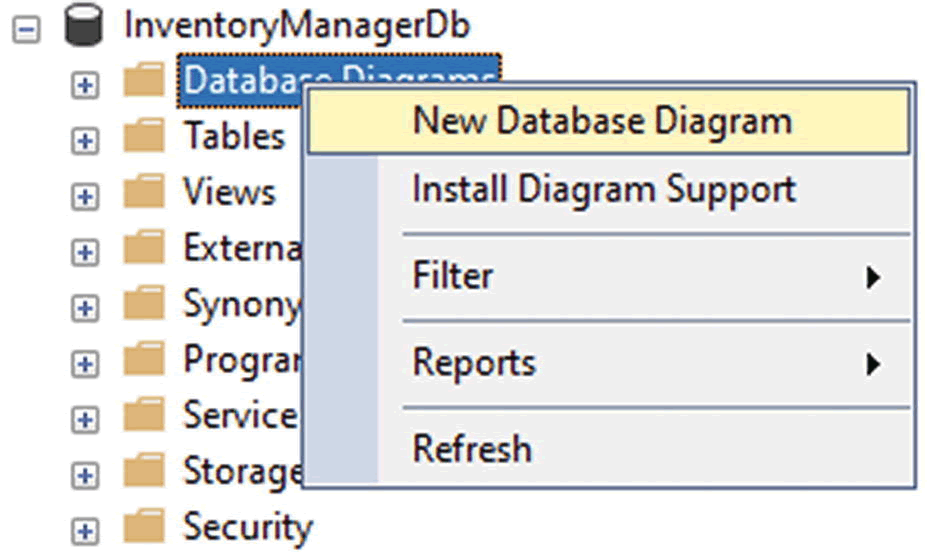 InventoryManagerDb
Database Diagrams
New Database Diagram
Tables
Install Diagram Support
Views
Externa
Filter
Synony
Program
Reports
Service
Refresh
Storage
Security